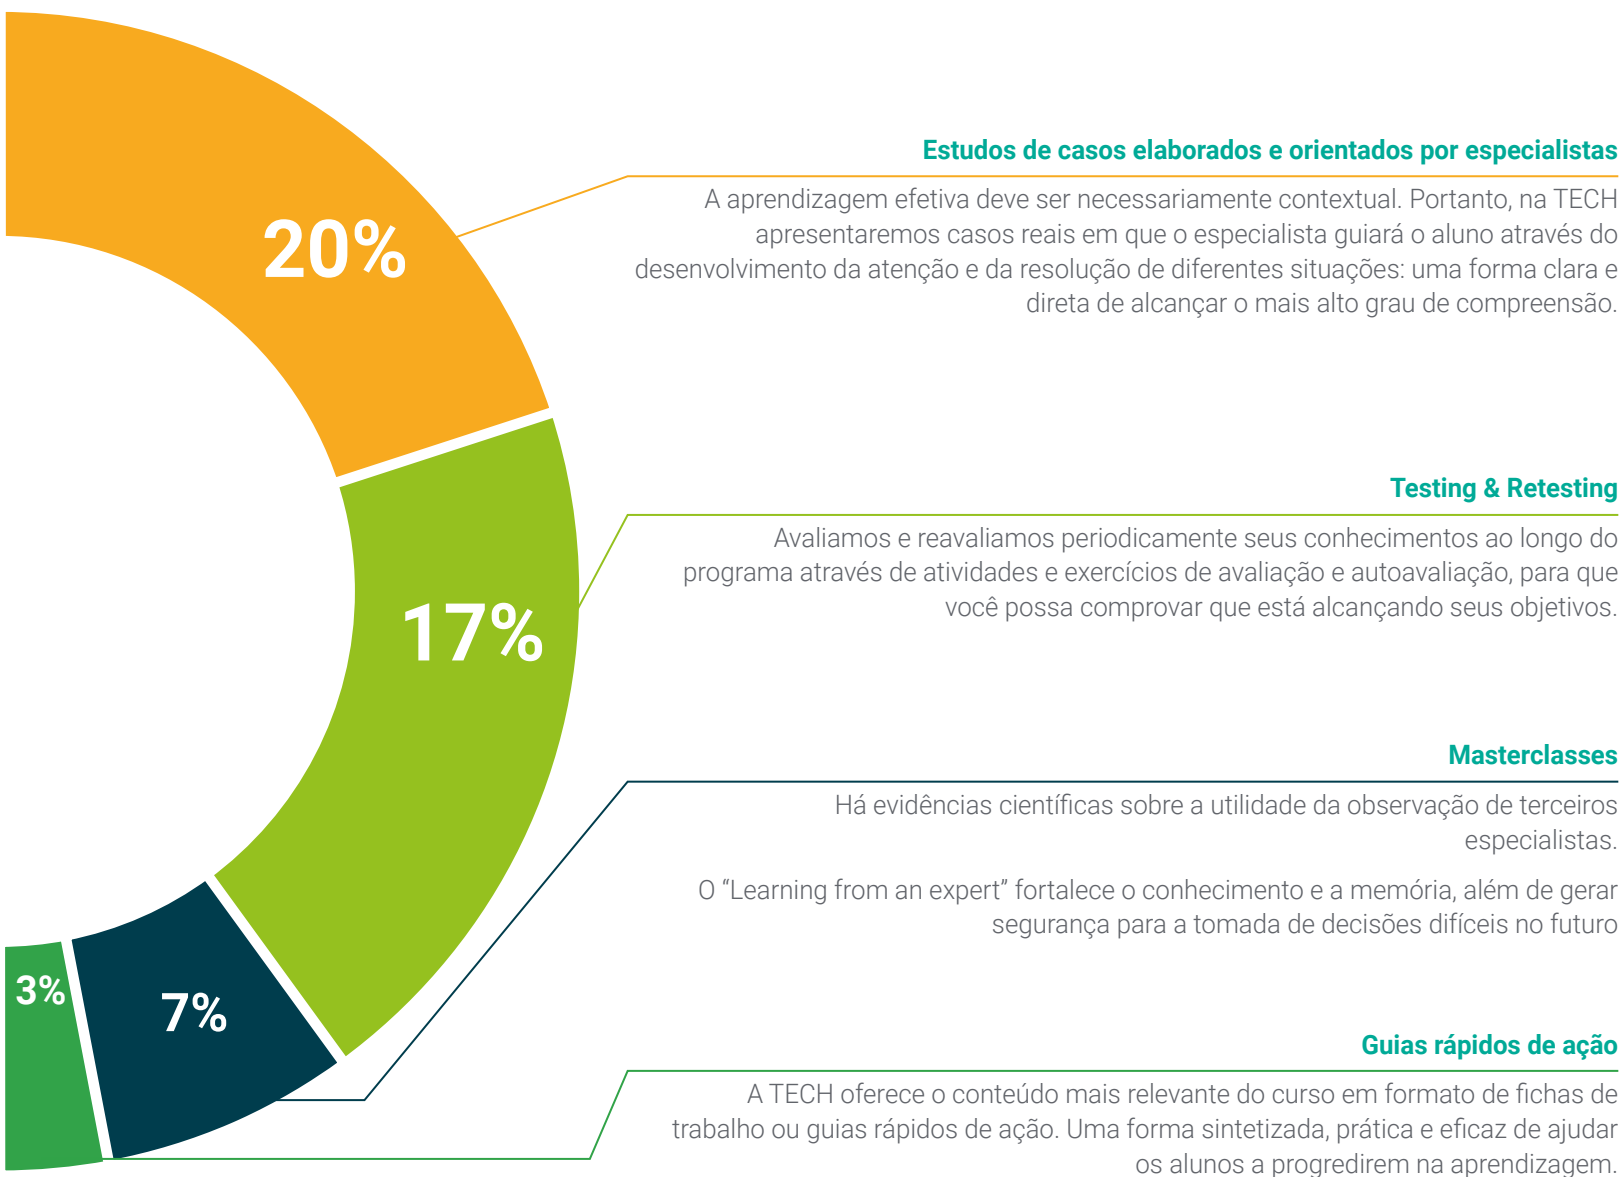 20%
Estudos de casos elaborados e orientados por especialistas
A aprendizagem efetiva deve ser necessariamente contextual. Portanto, na TECH
apresentaremos casos reais em que o especialista guiará o aluno através do
desenvolvimento da atenção e da resolução de diferentes situações: uma forma clara e
direta de alcançar o mais alto grau de compreensão.
17%
Testing & Retesting
Avaliamos e reavaliamos periodicamente seus conhecimentos ao longo do
programa através de atividades e exercícios de avaliação e autoavaliação, para que
você possa comprovar que está alcançando seus objetivos.
7%
Masterclasses
Há evidências científicas sobre a utilidade da observação de terceiros
especialistas.
O “Learning from an expert” fortalece o conhecimento e a memória, além de gerar
segurança para a tomada de decisões difíceis no futuro
3%
Guias rápidos de ação
A TECH oferece o conteúdo mais relevante do curso em formato de fichas de
trabalho ou guias rápidos de ação. Uma forma sintetizada, prática e eficaz de ajudar
os alunos a progredirem na aprendizagem.